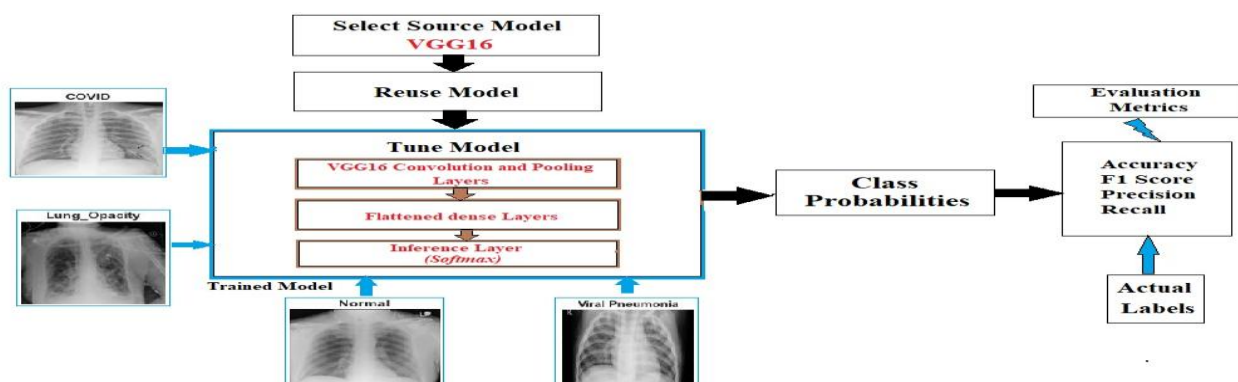 Select Source Model
VGG16
Reuse Model
COVID
Lung_Opacity
Tune Model
VGG16 Convolution and Pooling
Layers
Flattened dense Layers
Inference Layer
(Softmax)
Trained Model
Normal
Viral Pneumonia
Class
Probabilities
Evaluation
Metrics
Accuracy
F1 Score
Precision
Recall
Actual
Labels